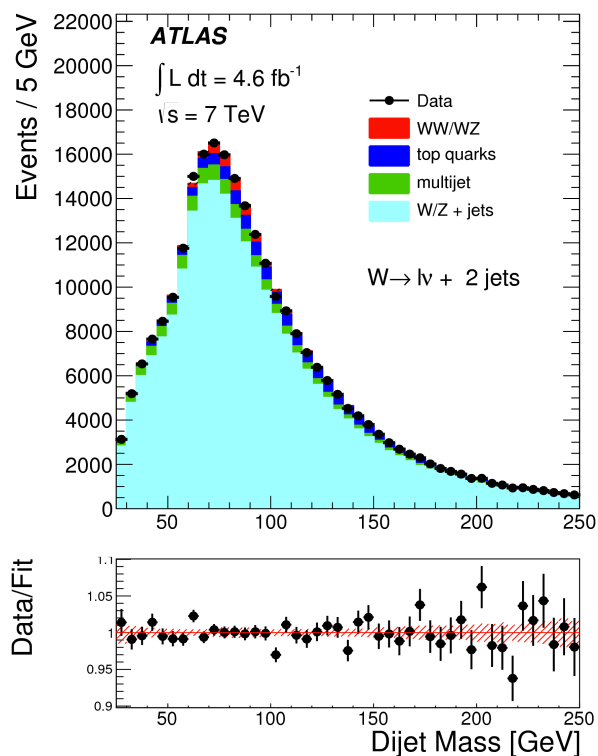 ATLAS
∫ L dt = 4.6 fb⁻¹
√s = 7 TeV
Data
WW/WZ
top quarks
multijet
W/Z + jets
W→ lν + 2 jets
Events / 5 GeV
22000
20000
18000
16000
14000
12000
10000
8000
6000
4000
2000
0
50
100
150
200
250
Data/Fit
1.1
1.05
1
0.95
0.9
50
100
150
200
250
Dijet Mass [GeV]